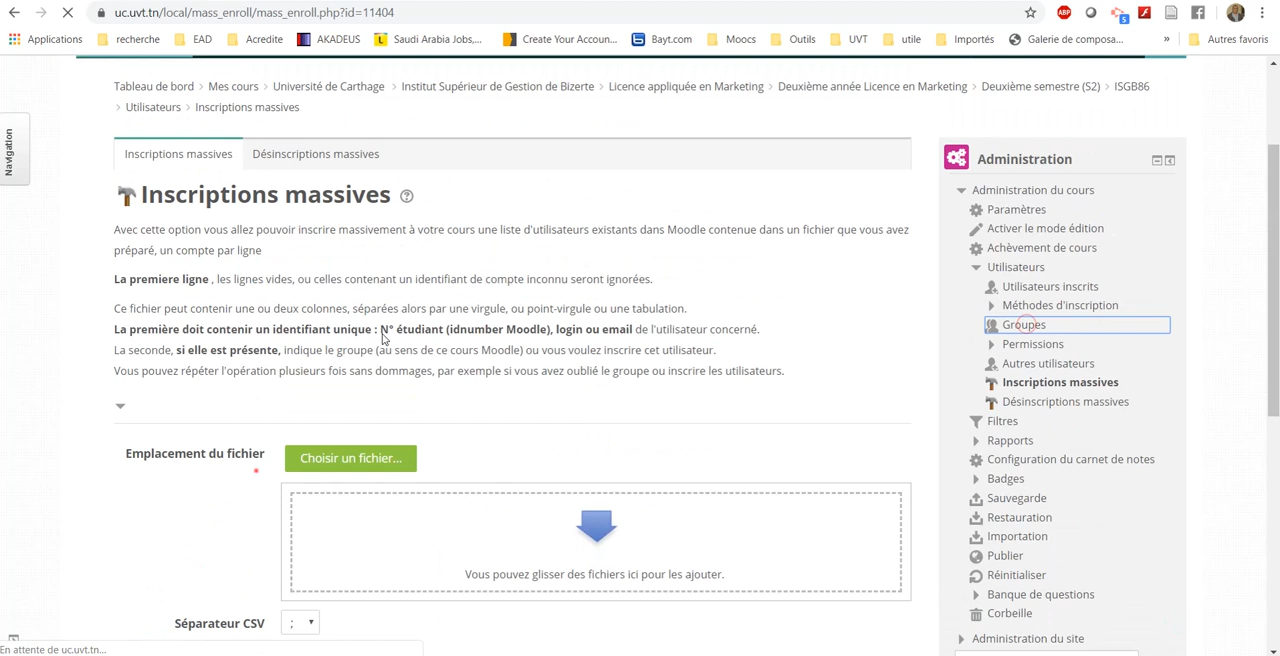 uc.uvt.tn/local/mass_enroll/mass_enroll.php?id=11404
ABP
5
Applications
recherche
EAD
Acredite
AKADEUS
L
Saudi Arabia Jobs,...
Create Your Accoun...
Bayt.com
Moocs
Outils
UVT
utile
Importés
Galerie de composa...
»
Autres favoris
Tableau de bord > Mes cours > Université de Carthage > Institut Supérieur de Gestion de Bizerte > Licence appliquée en Marketing > Deuxième année Licence en Marketing > Deuxième semestre (S2) > ISGB86
> Utilisateurs > Inscriptions massives
Navigation
Inscriptions massives
Désinscriptions massives
Inscriptions massives ?
Avec cette option vous allez pouvoir inscrire massivement à votre cours une liste d'utilisateurs existants dans Moodle contenue dans un fichier que vous avez
préparé, un compte par ligne
La premiere ligne , les lignes vides, ou celles contenant un identifiant de compte inconnu seront ignorées.
Ce fichier peut contenir une ou deux colonnes, séparées alors par une virgule, ou point-virgule ou une tabulation.
La première doit contenir un identifiant unique : N° étudiant (idnumber Moodle), login ou email de l'utilisateur concerné.
La seconde, si elle est présente, indique le groupe (au sens de ce cours Moodle) ou vous voulez inscrire cet utilisateur.
Vous pouvez répéter l'opération plusieurs fois sans dommages, par exemple si vous avez oublié le groupe ou inscrire les utilisateurs.
Emplacement du fichier
*
Choisir un fichier...
Vous pouvez glisser des fichiers ici pour les ajouter.
Séparateur CSV
;
Administration
Administration du cours
Paramètres
Activer le mode édition
Achèvement de cours
Utilisateurs
Utilisateurs inscrits
Méthodes d'inscription
Groupes
Permissions
Autres utilisateurs
Inscriptions massives
Désinscriptions massives
Filtres
Rapports
Configuration du carnet de notes
Badges
Sauvegarde
Restauration
Importation
Publier
Réinitialiser
Banque de questions
Corbeille
Administration du site
En attente de uc.uvt.tn...